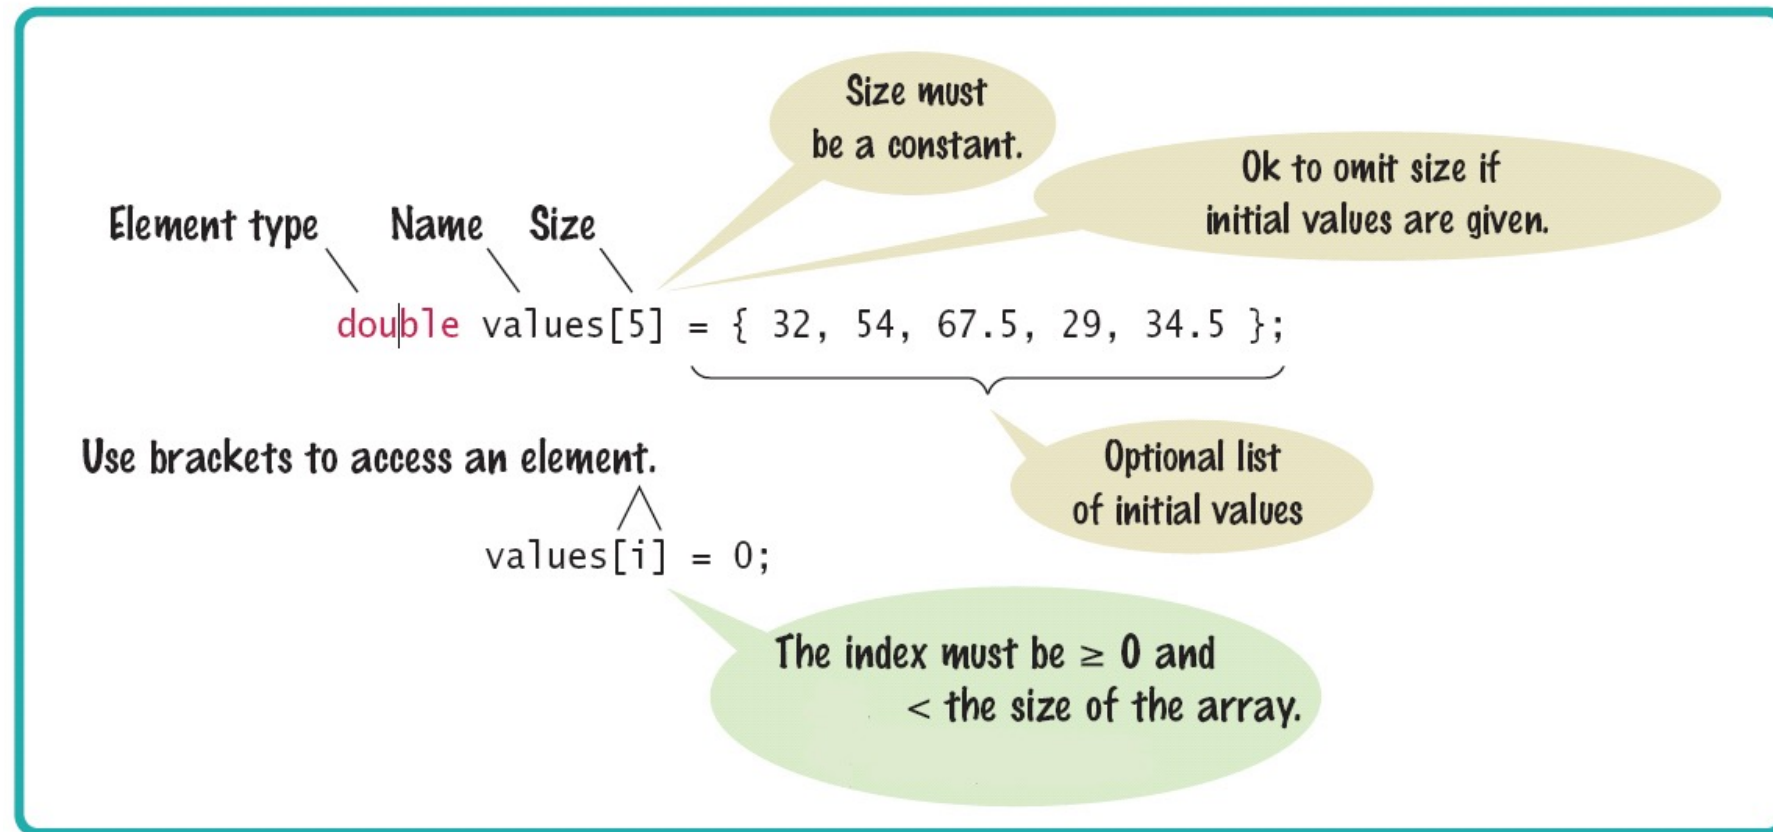 Size must
be a constant.
Ok to omit size if
initial values are given.
Element type Name Size
double values[5] = { 32, 54, 67.5, 29, 34.5 };
Use brackets to access an element.
Optional list
of initial values
values[i] = 0;
The index must be ≥ 0 and
< the size of the array.